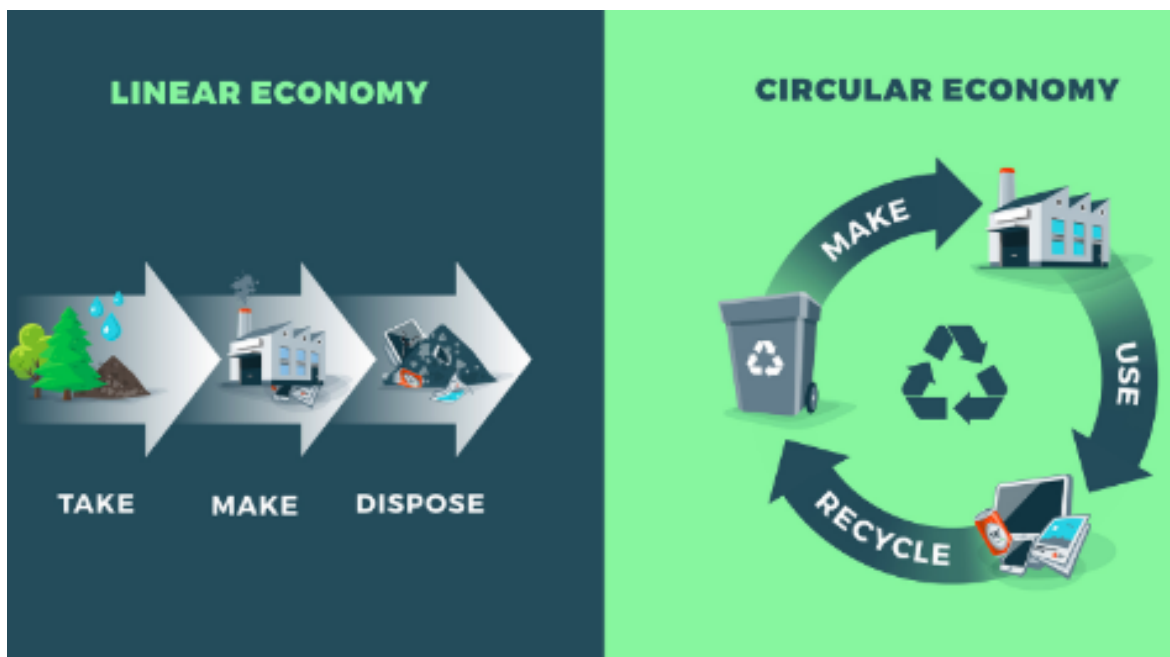 LINEAR ECONOMY
TAKE
MAKE
DISPOSE
CIRCULAR ECONOMY
MAKE
USE
RECYCLE